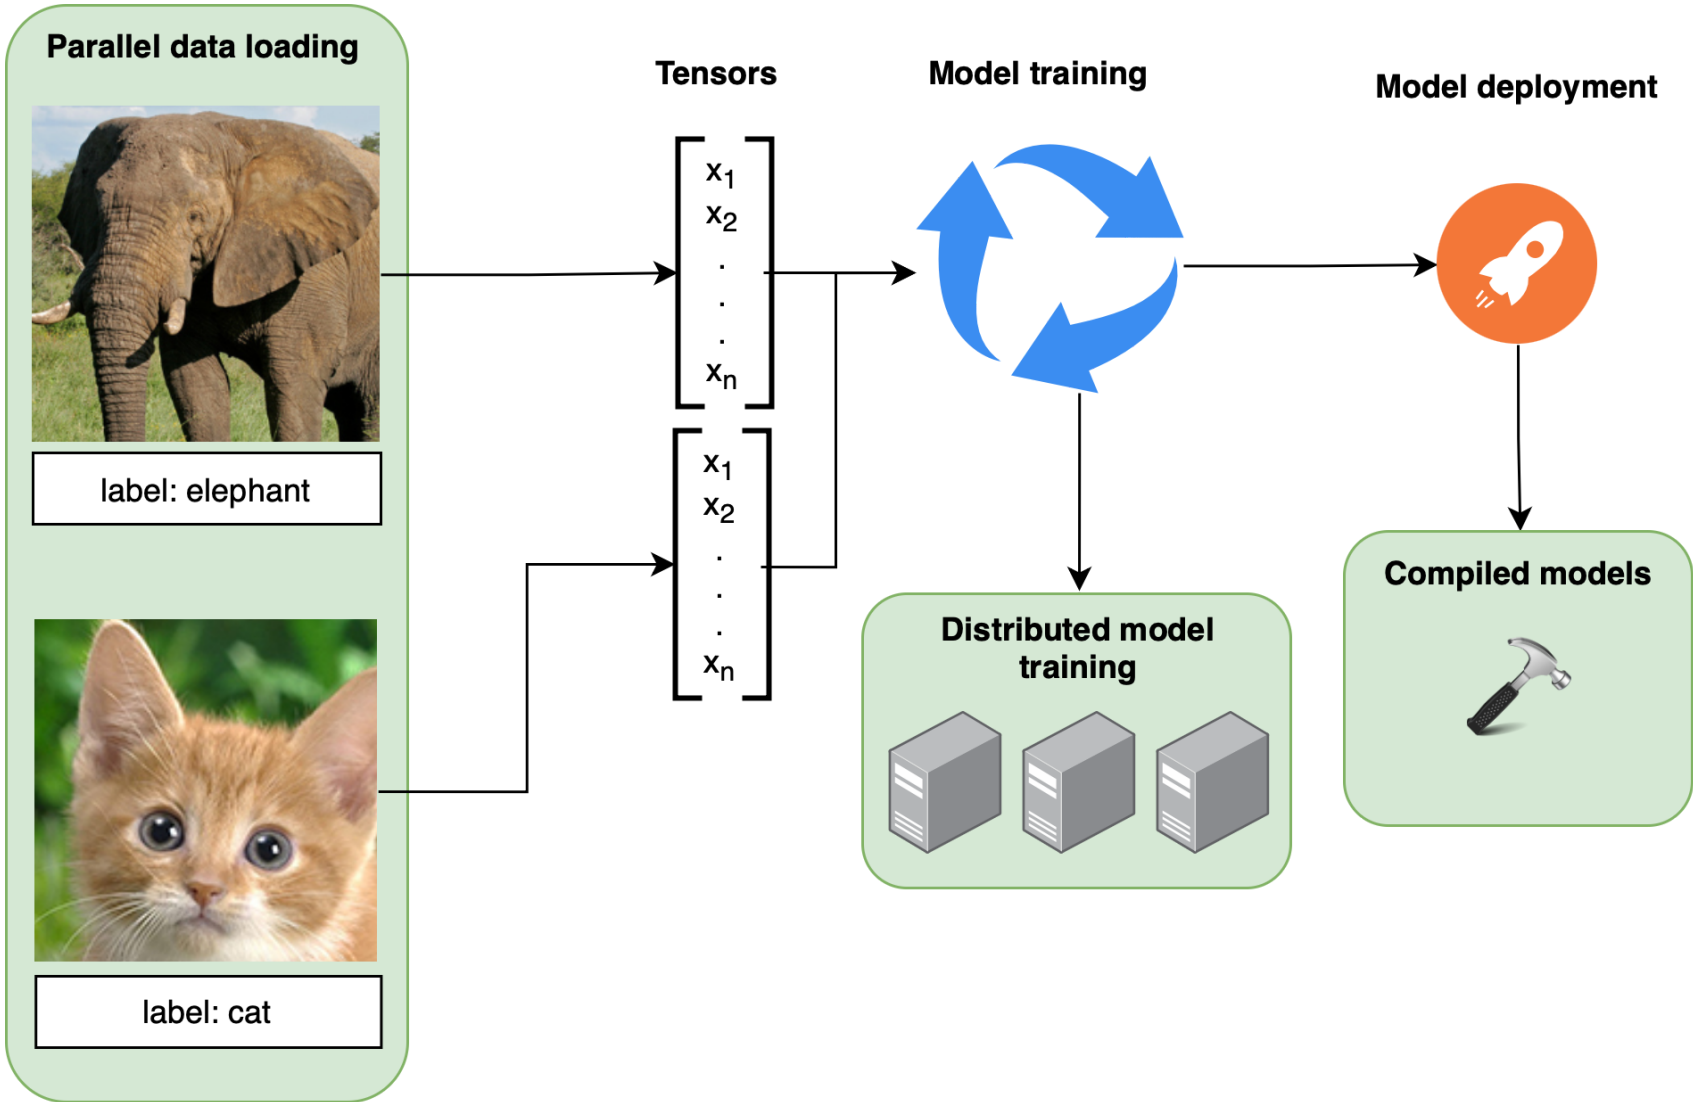 Parallel data loading
label: elephant
label: cat
Tensors
x1
x2
.
.
.
xn
x1
x2
.
.
.
xn
Model training
Distributed model
training
Model deployment
Compiled models